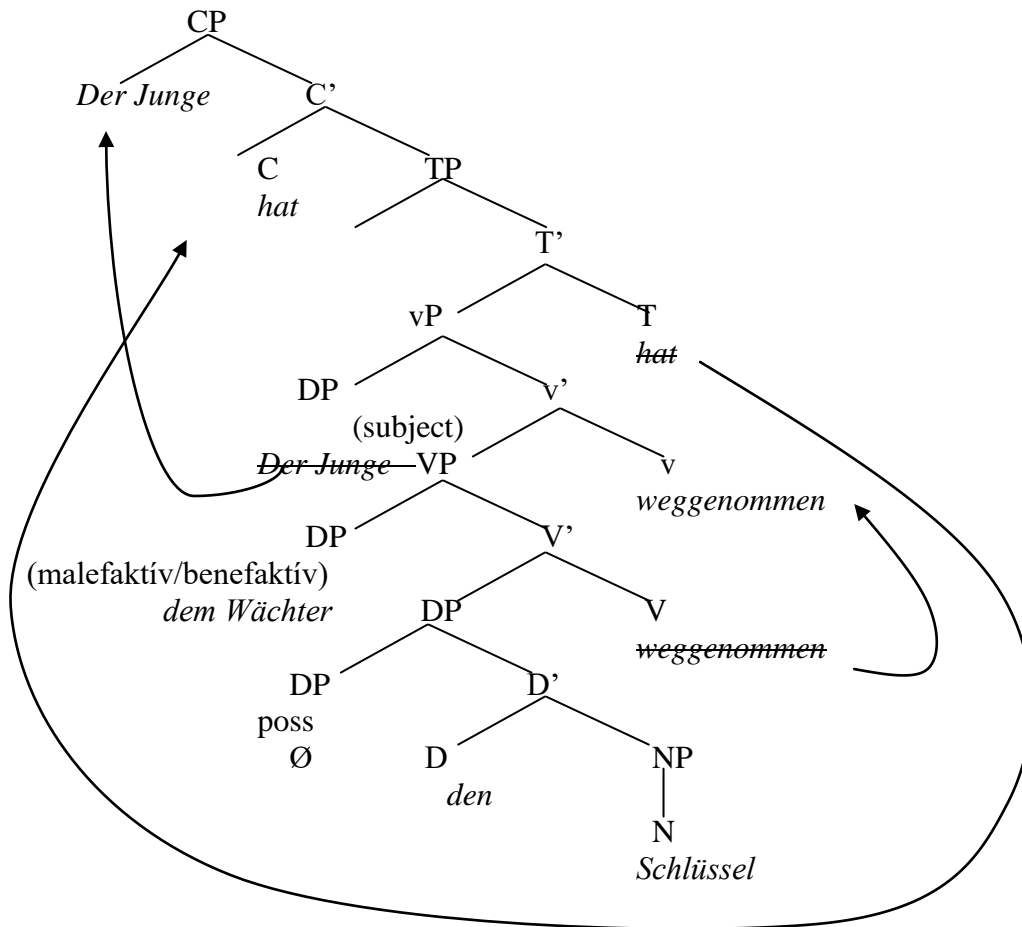 CP
Der Junge C’
C TP
hat
T’
vP T
hat
DP v’
(subject)
Der Junge VP v
weggenommen
DP V’
(malefaktív/benefaktív)
dem Wächter DP V
weggenommen
DP D’
poss
Ø D NP
den
N
Schlüssel